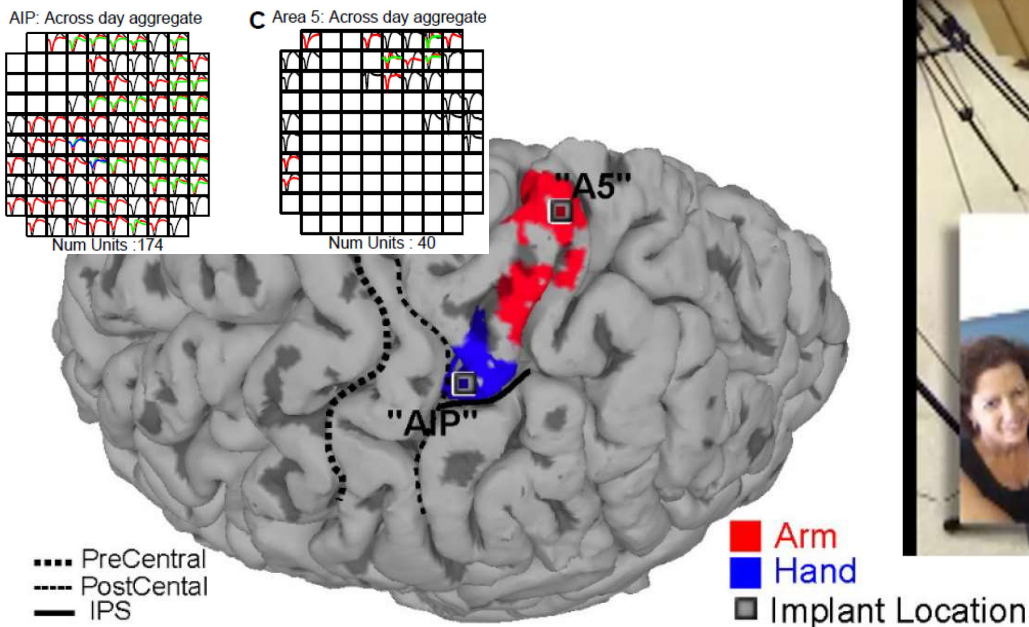 AIP: Across day aggregate
Num Units :174
C Area 5: Across day aggregate
Num Units : 40
"A5"
"AIP"
PreCentral
PostCental
IPS
Arm
Hand
Implant Location